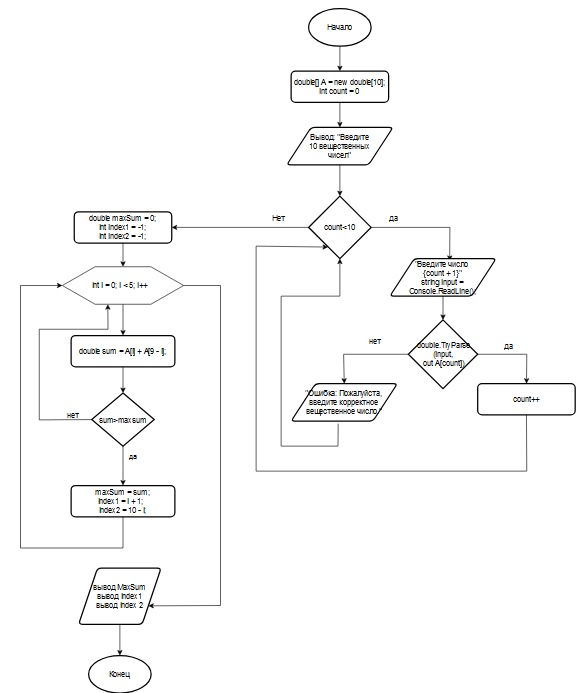 Начало
double[] A = new double[10];
int count = 0
Вывод: "Введите
10 вещественных
чисел"
count<10
Нет
да
double maxSum = 0;
int index1 = -1;
int index2 = -1;
"Введите число
{count + 1}"
string input =
Console.ReadLine();
int i = 0; i < 5; i++
double.TryParse
(input,
out A[count])
нет
да
double sum = A[i] + A[9 - i];
"Ошибка: Пожалуйста,
введите корректное
вещественное число."
count++
sum>maxsum
нет
да
maxSum = sum;
index1 = i + 1;
index2 = 10 - i;
вывод MaxSum
вывод index1
вывод index 2
Конец